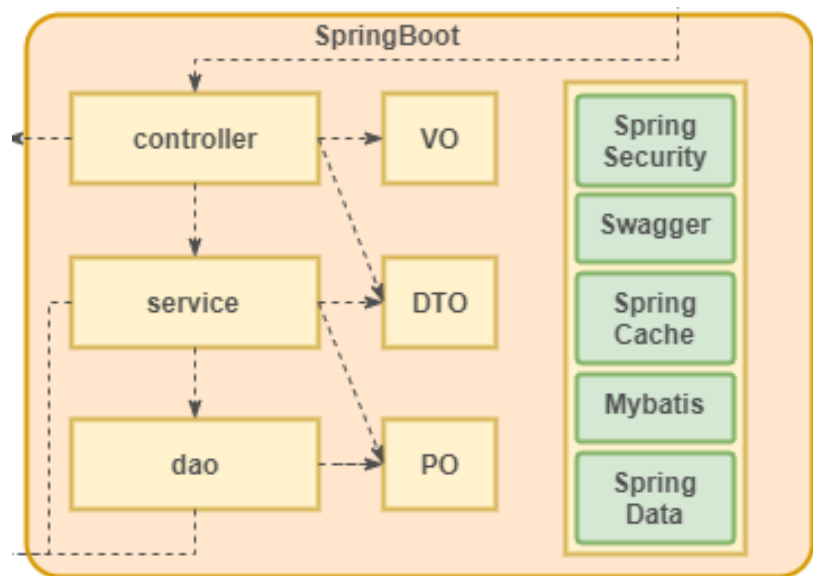 SpringBoot
controller
VO
service
DTO
dao
PO
Spring
Security
Swagger
Spring
Cache
Mybatis
Spring
Data